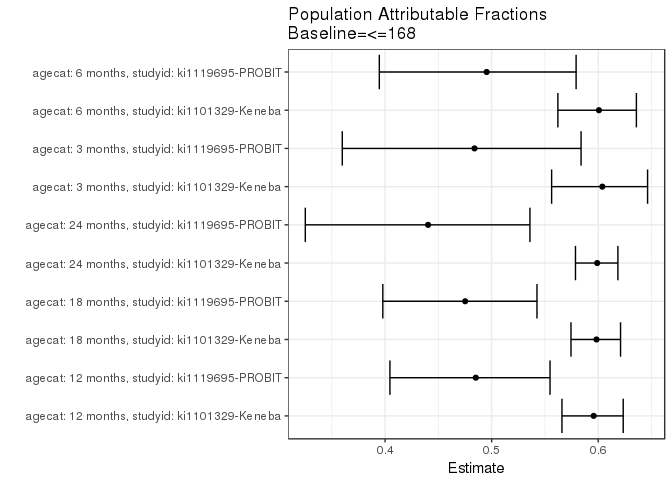 Population Attributable Fractions
Baseline=<=168
agecat: 6 months, studyid: ki1119695-PROBIT
agecat: 6 months, studyid: ki1101329-Keneba
agecat: 3 months, studyid: ki1119695-PROBIT
agecat: 3 months, studyid: ki1101329-Keneba
agecat: 24 months, studyid: ki1119695-PROBIT
agecat: 24 months, studyid: ki1101329-Keneba
agecat: 18 months, studyid: ki1119695-PROBIT
agecat: 18 months, studyid: ki1101329-Keneba
agecat: 12 months, studyid: ki1119695-PROBIT
agecat: 12 months, studyid: ki1101329-Keneba
0.4 0.5 0.6
Estimate